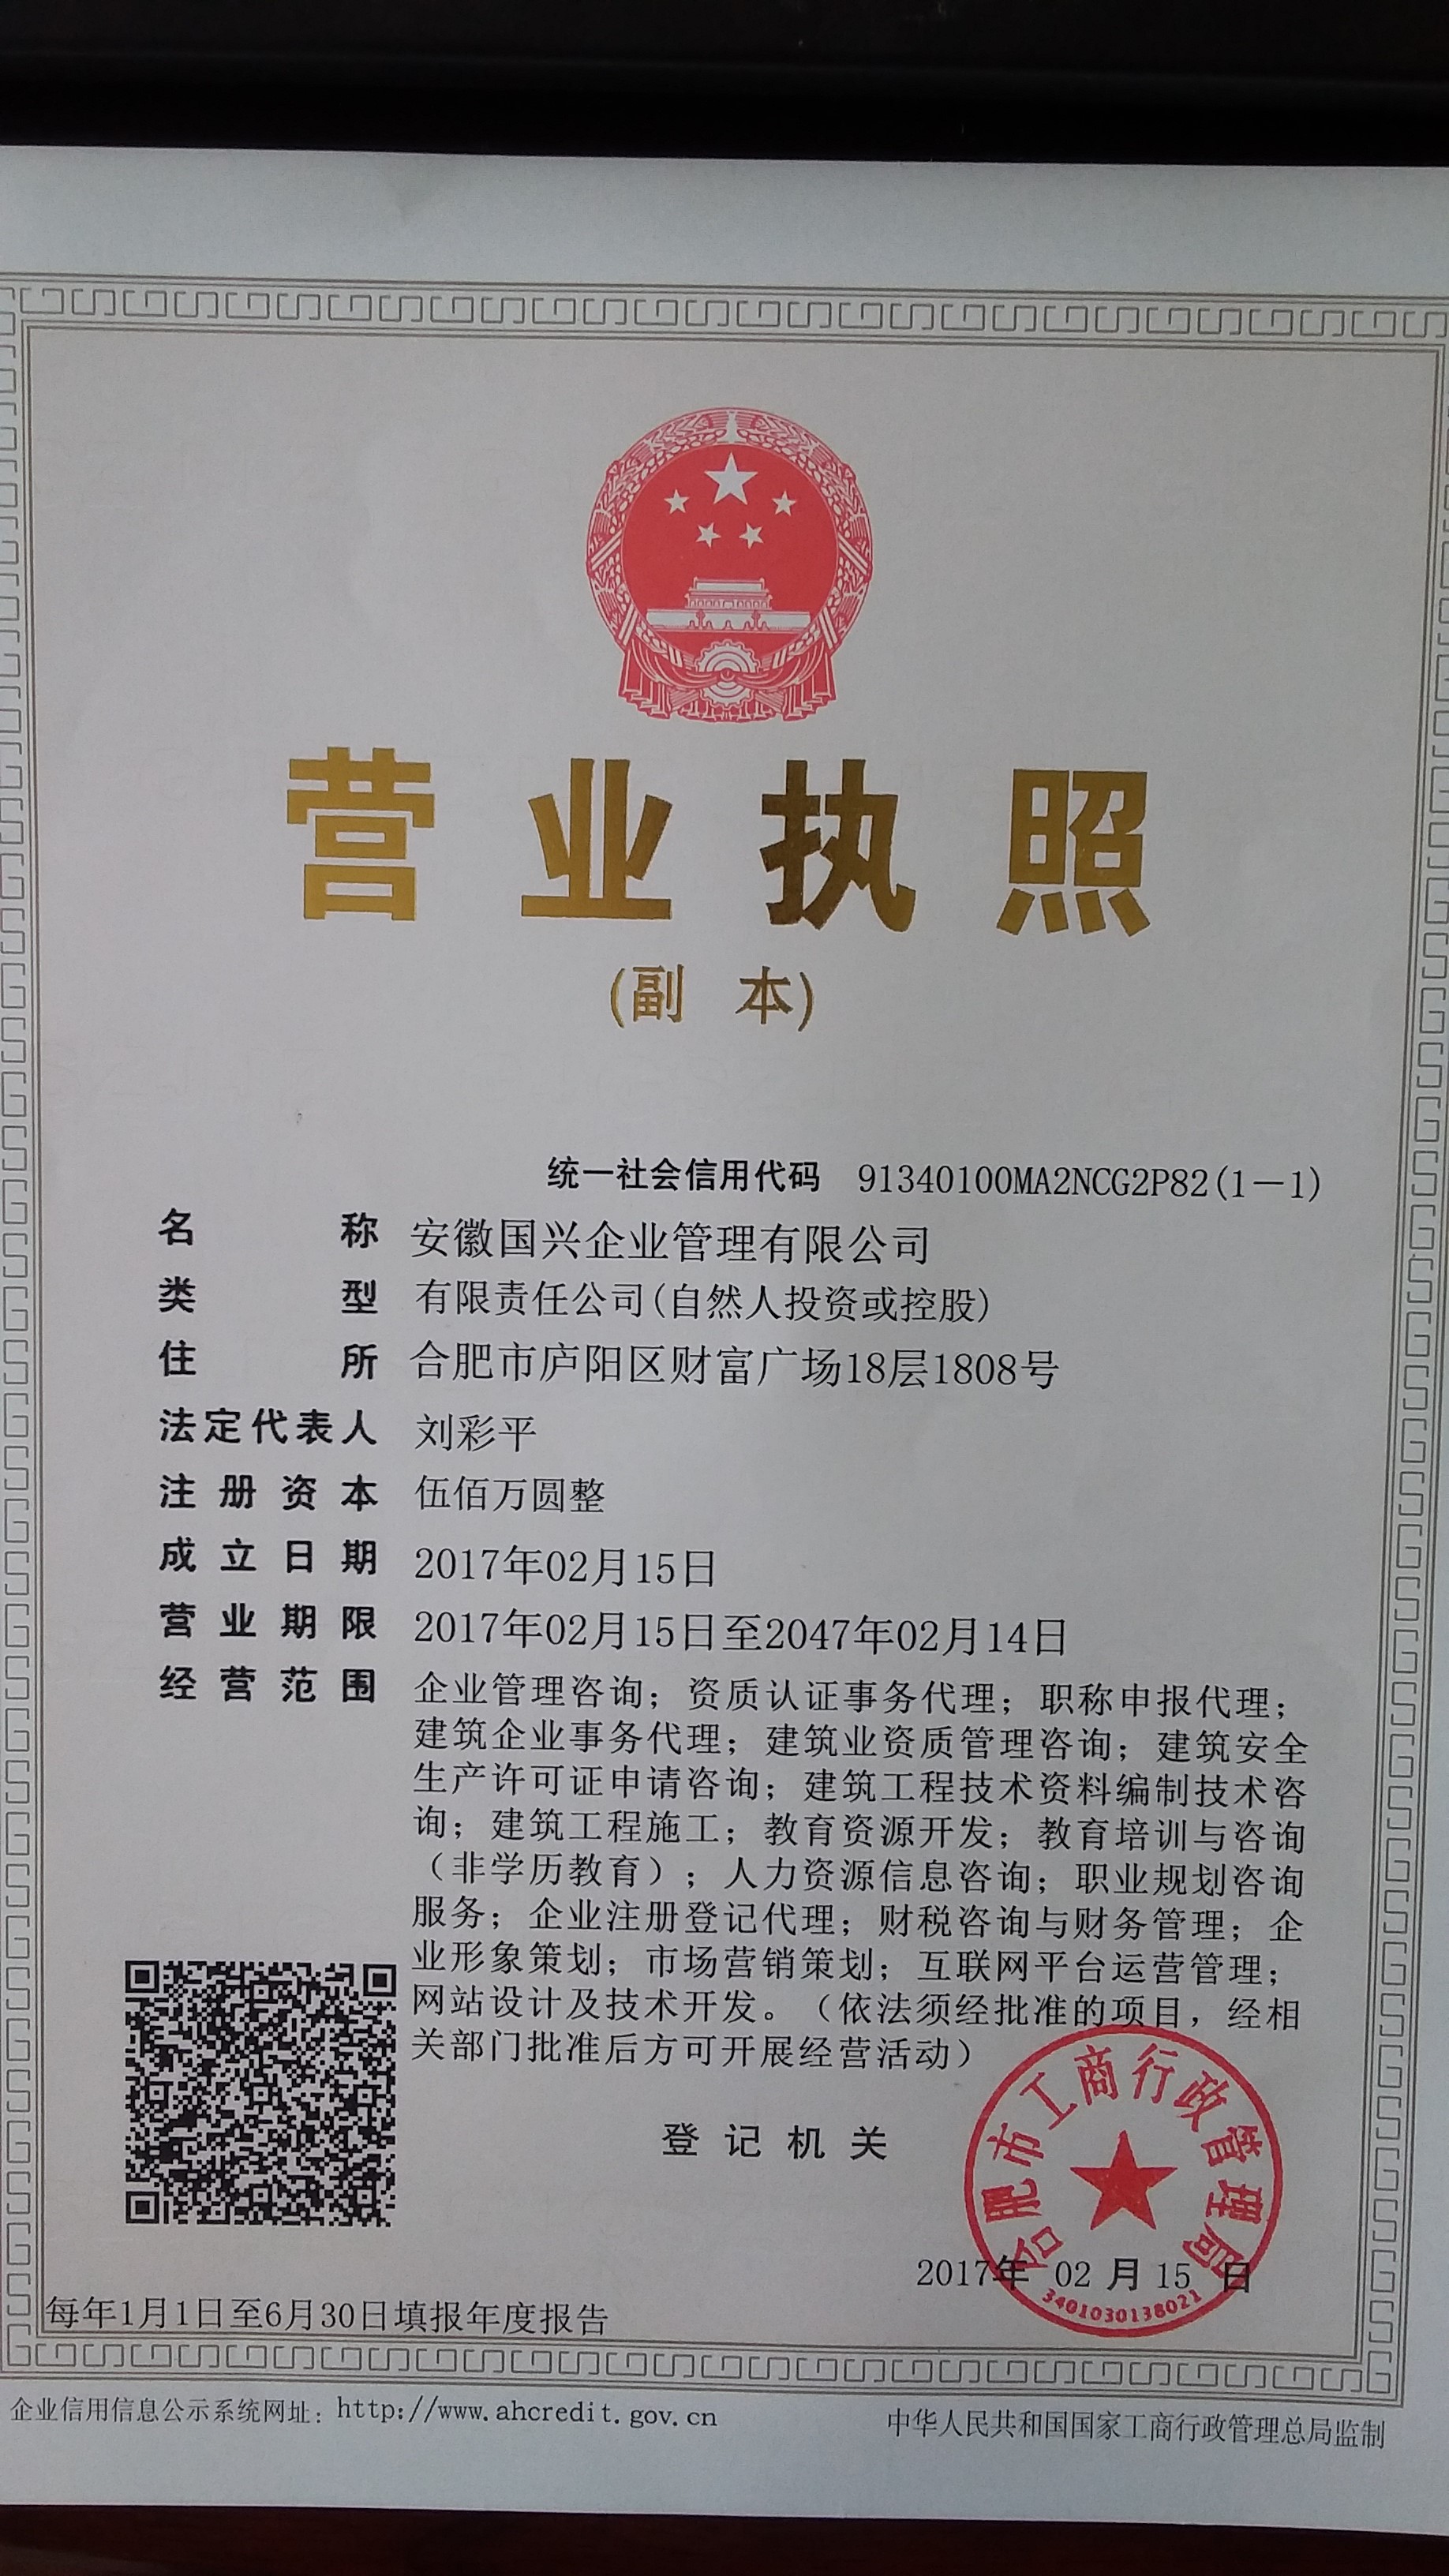 营业执照
(副 本)
统一社会信用代码 91340100MA2NCG2P82(1-1)
名 称 安徽国兴企业管理有限公司
类 型 有限责任公司(自然人投资或控股)
住 所 合肥市庐阳区财富广场18层1808号
法定代表人 刘彩平
注册资本 伍佰万圆整
成立日期 2017年02月15日
营业期限 2017年02月15日至2047年02月14日
经营范围 企业管理咨询；资质认证事务代理；职称申报代理；
建筑企业事务代理；建筑业资质管理咨询；建筑安全
生产许可证申请咨询；建筑工程技术资料编制技术咨
询；建筑工程施工；教育资源开发；教育培训与咨询
（非学历教育）；人力资源信息咨询；职业规划咨询
服务；企业注册登记代理；财税咨询与财务管理；企
业形象策划；市场营销策划；互联网平台运营管理；
网站设计及技术开发。（依法须经批准的项目，经相
关部门批准后方可开展经营活动）
登记机关
合肥市工商行政管理局
2017年 02 月 15 日
3401030138021
每年1月1日至6月30日填报年度报告
企业信用信息公示系统网址：http://www.ahcredit.gov.cn
中华人民共和国国家工商行政管理总局监制